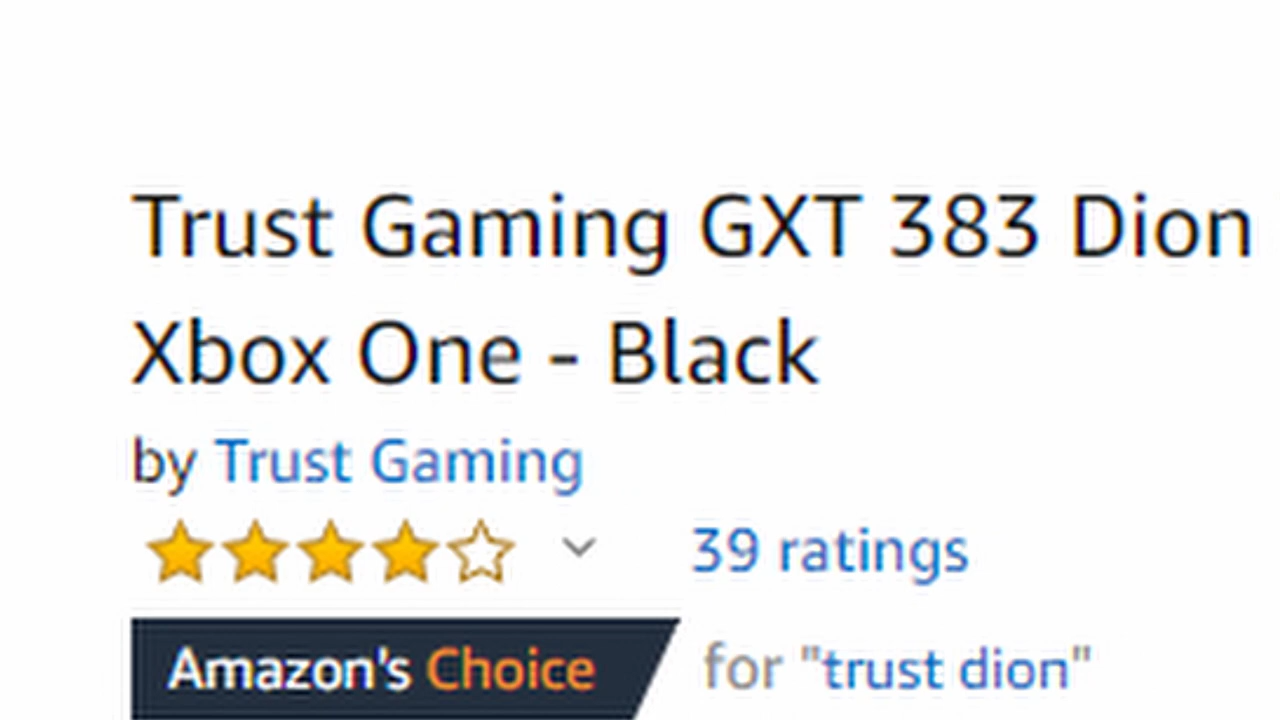 Trust Gaming GXT 383 Dion
Xbox One - Black
by Trust Gaming
39 ratings
Amazon's Choice for "trust dion"